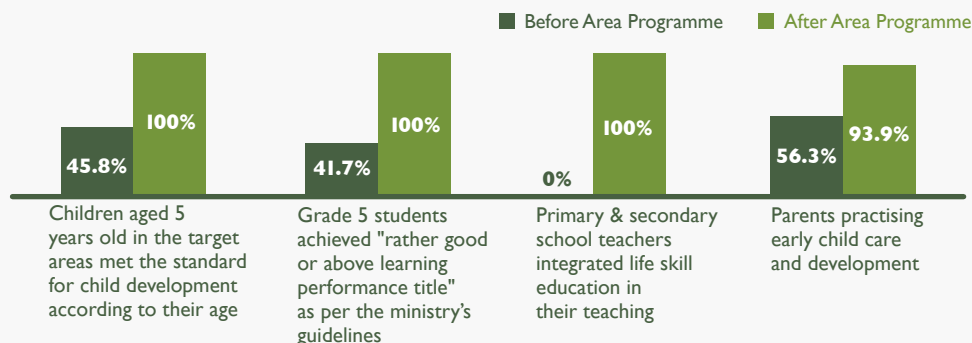 Before Area Programme
After Area Programme
45.8%
100%
41.7%
100%
0%
100%
56.3%
93.9%
Children aged 5
years old in the target
areas met the standard
for child development
according to their age
Grade 5 students
achieved "rather good
or above learning
performance title"
as per the ministry's
guidelines
Primary & secondary
school teachers
integrated life skill
education in
their teaching
Parents practising
early child care
and development